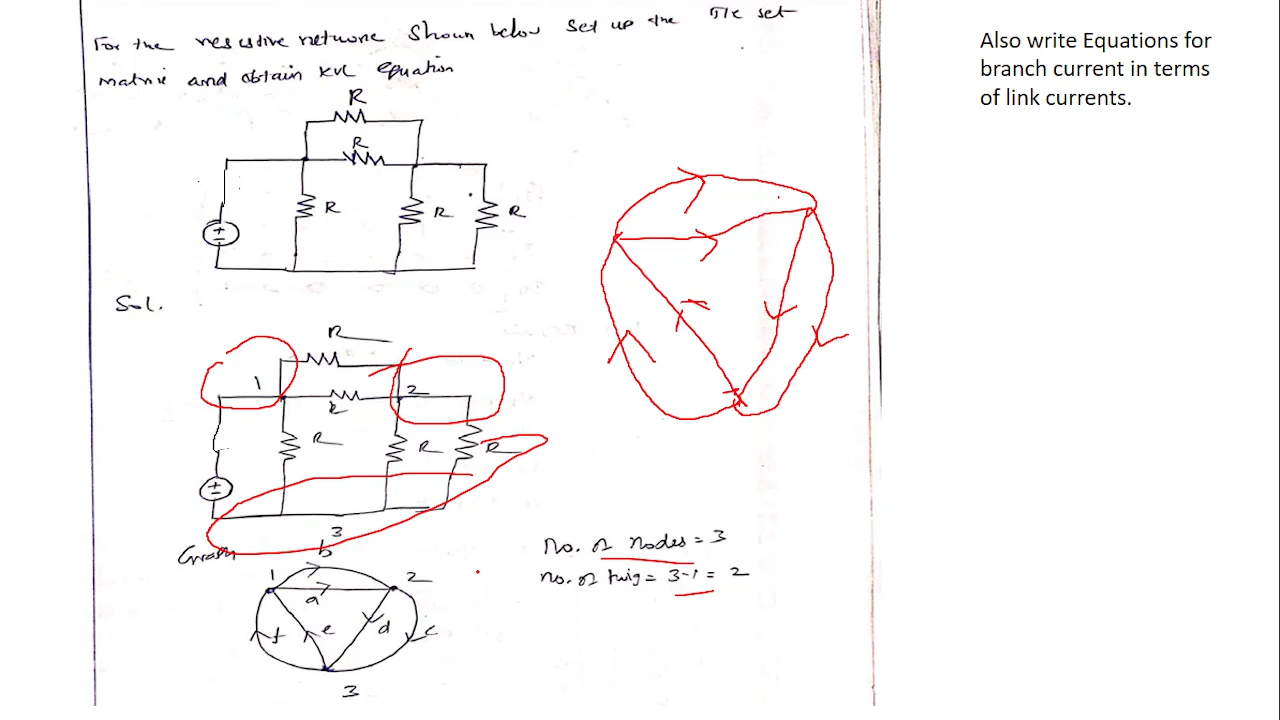 For the resistive network Shown below Set up the Tie set
matrix and obtain KVL equation
Also write Equations for
branch current in terms
of link currents.
R
R
R
R
R
Sol.
R
1
2
R
R
R
R
3
Graph
b
1
2
a
f
e
d
c
3
No. of nodes = 3
no. of twig = 3-1 = 2